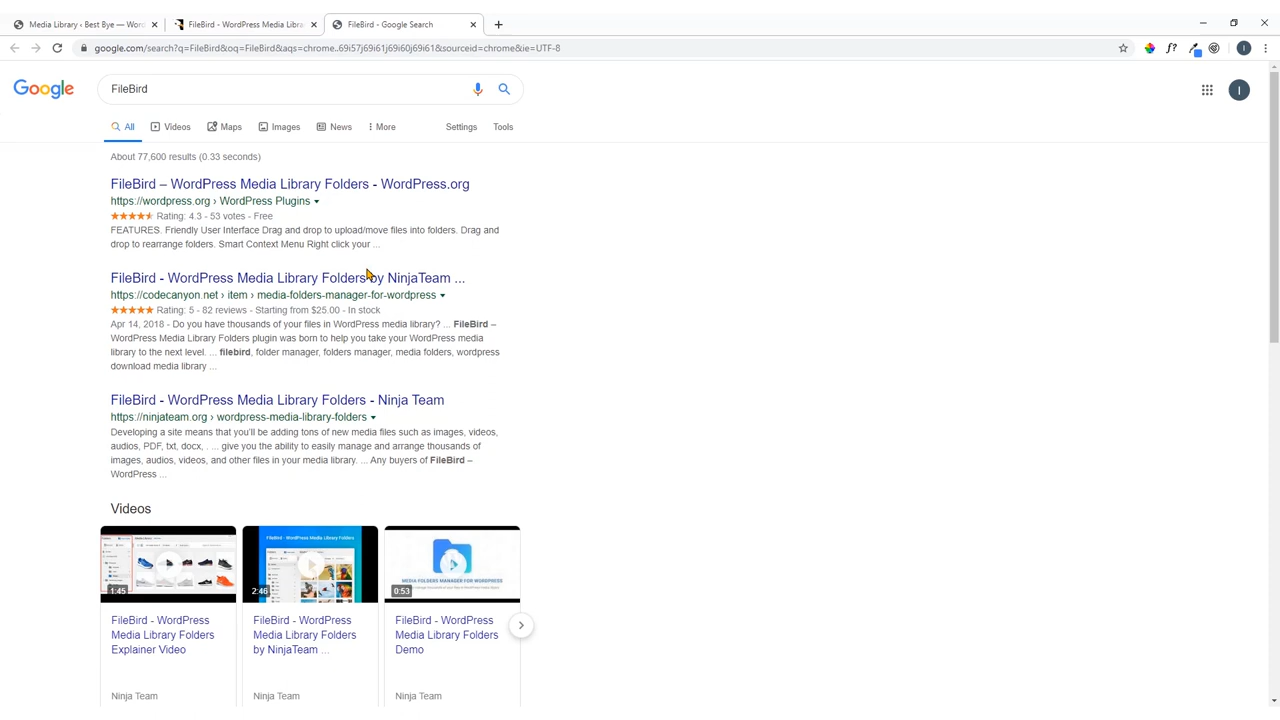 Media Library ‹ Best Bye — Wor
FileBird - WordPress Media Libra
FileBird - Google Search
google.com/search?q=FileBird&oq=FileBird&aqs=chrome..69i57j69i61j69i60j69i61&sourceid=chrome&ie=UTF-8
f?
I
Google
FileBird
I
All
Videos
Maps
Images
News
More
Settings
Tools
About 77,600 results (0.33 seconds)
FileBird – WordPress Media Library Folders - WordPress.org
https://wordpress.org › WordPress Plugins
Rating: 4.3 - 53 votes - Free
FEATURES. Friendly User Interface Drag and drop to upload/move files into folders. Drag and
drop to rearrange folders. Smart Context Menu Right click your ...
FileBird - WordPress Media Library Folders by NinjaTeam ...
https://codecanyon.net › item › media-folders-manager-for-wordpress
Rating: 5 - 82 reviews - Starting from $25.00 - In stock
Apr 14, 2018 - Do you have thousands of your files in WordPress media library? ... FileBird –
WordPress Media Library Folders plugin was born to help you take your WordPress media
library to the next level. ... filebird, folder manager, folders manager, media folders, wordpress
download media library ...
FileBird - WordPress Media Library Folders - Ninja Team
https://ninjateam.org › wordpress-media-library-folders
Developing a site means that you'll be adding tons of new media files such as images, videos,
audios, PDF, txt, docx, . ... give you the ability to easily manage and arrange thousands of
images, audios, videos, and other files in your media library. ... Any buyers of FileBird –
WordPress ...
Videos
FileBird - WordPress Media Library Folders
MEDIA FOLDERS MANAGER FOR WORDPRESS
1:45
2:46
0:53
FileBird - WordPress
Media Library Folders
Explainer Video
Ninja Team
FileBird - WordPress
Media Library Folders
by NinjaTeam ...
Ninja Team
FileBird - WordPress
Media Library Folders
Demo
Ninja Team